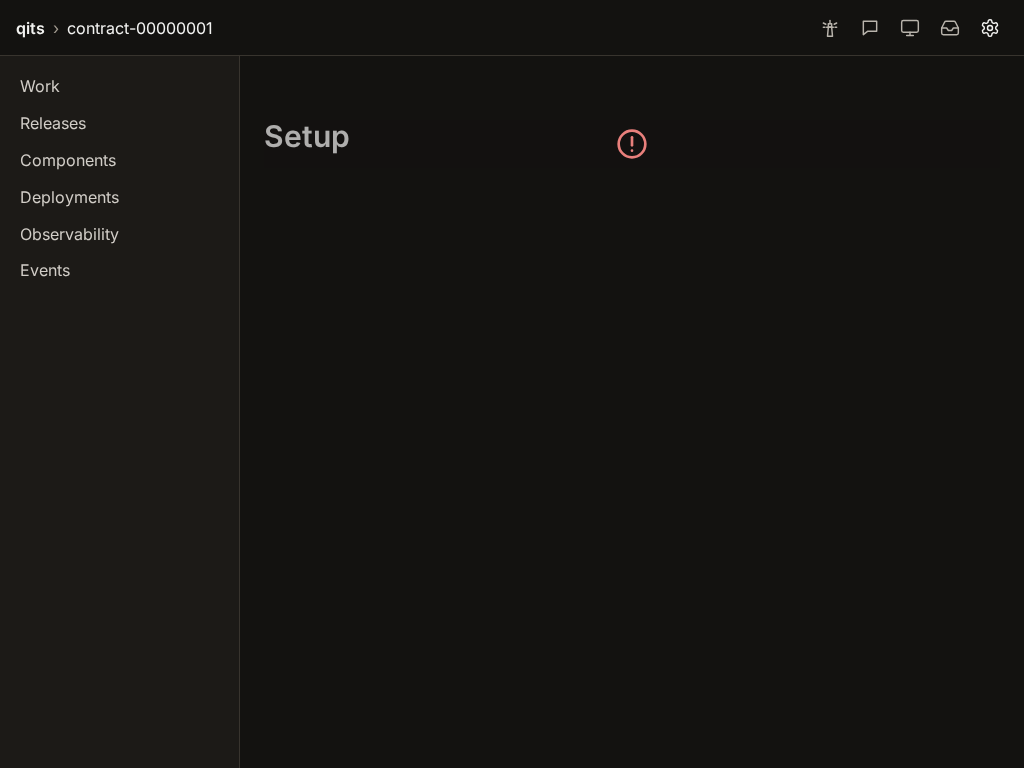 qits › contract-00000001
Work
Releases
Components
Deployments
Observability
Events
Setup